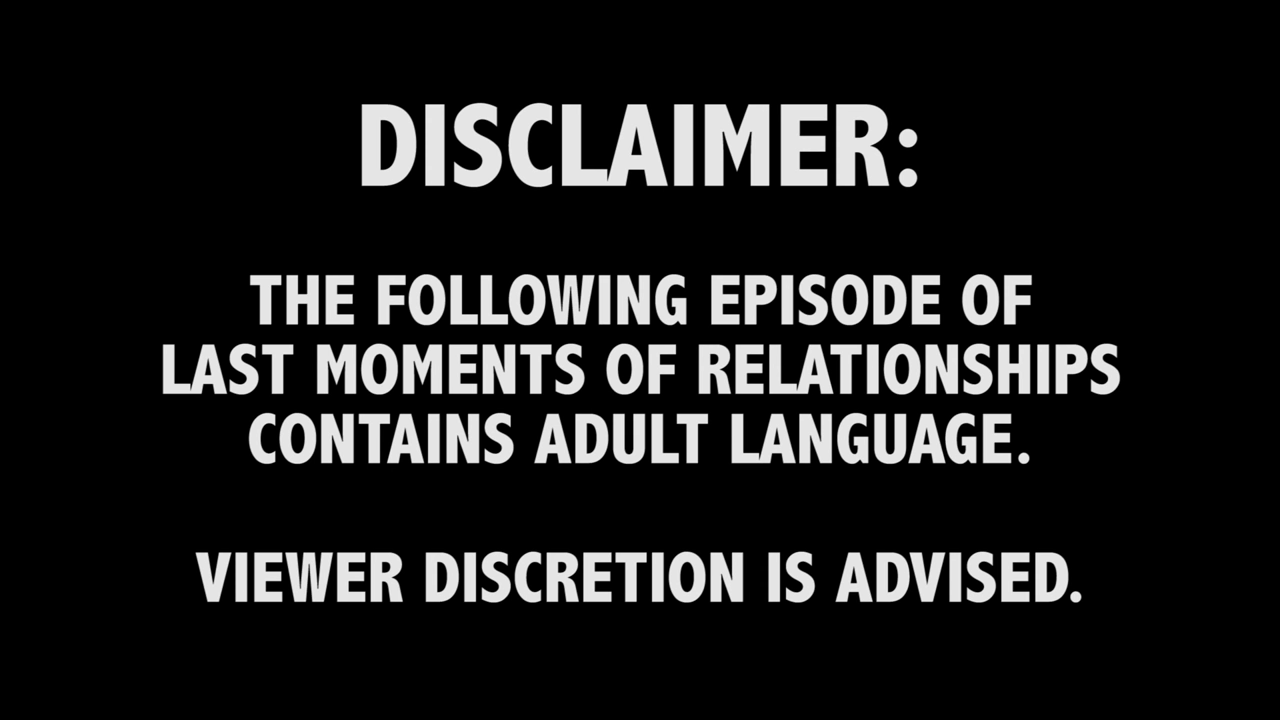 DISCLAIMER:
THE FOLLOWING EPISODE OF
LAST MOMENTS OF RELATIONSHIPS
CONTAINS ADULT LANGUAGE.
VIEWER DISCRETION IS ADVISED.